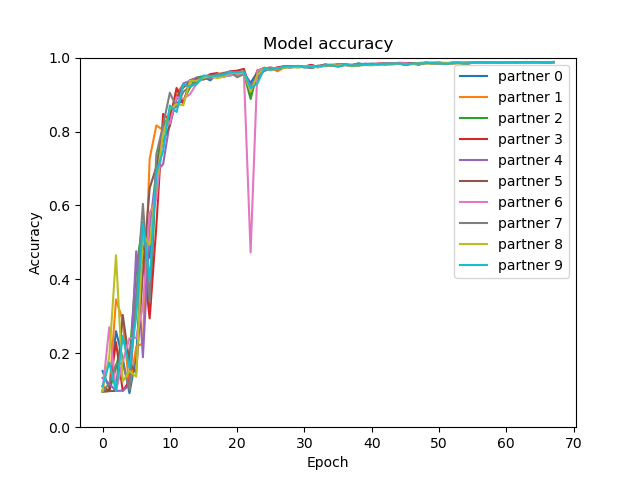 Model accuracy
1.0
0.8
0.6
0.4
0.2
0.0
Accuracy
0 10 20 30 40 50 60 70
Epoch
partner 0
partner 1
partner 2
partner 3
partner 4
partner 5
partner 6
partner 7
partner 8
partner 9